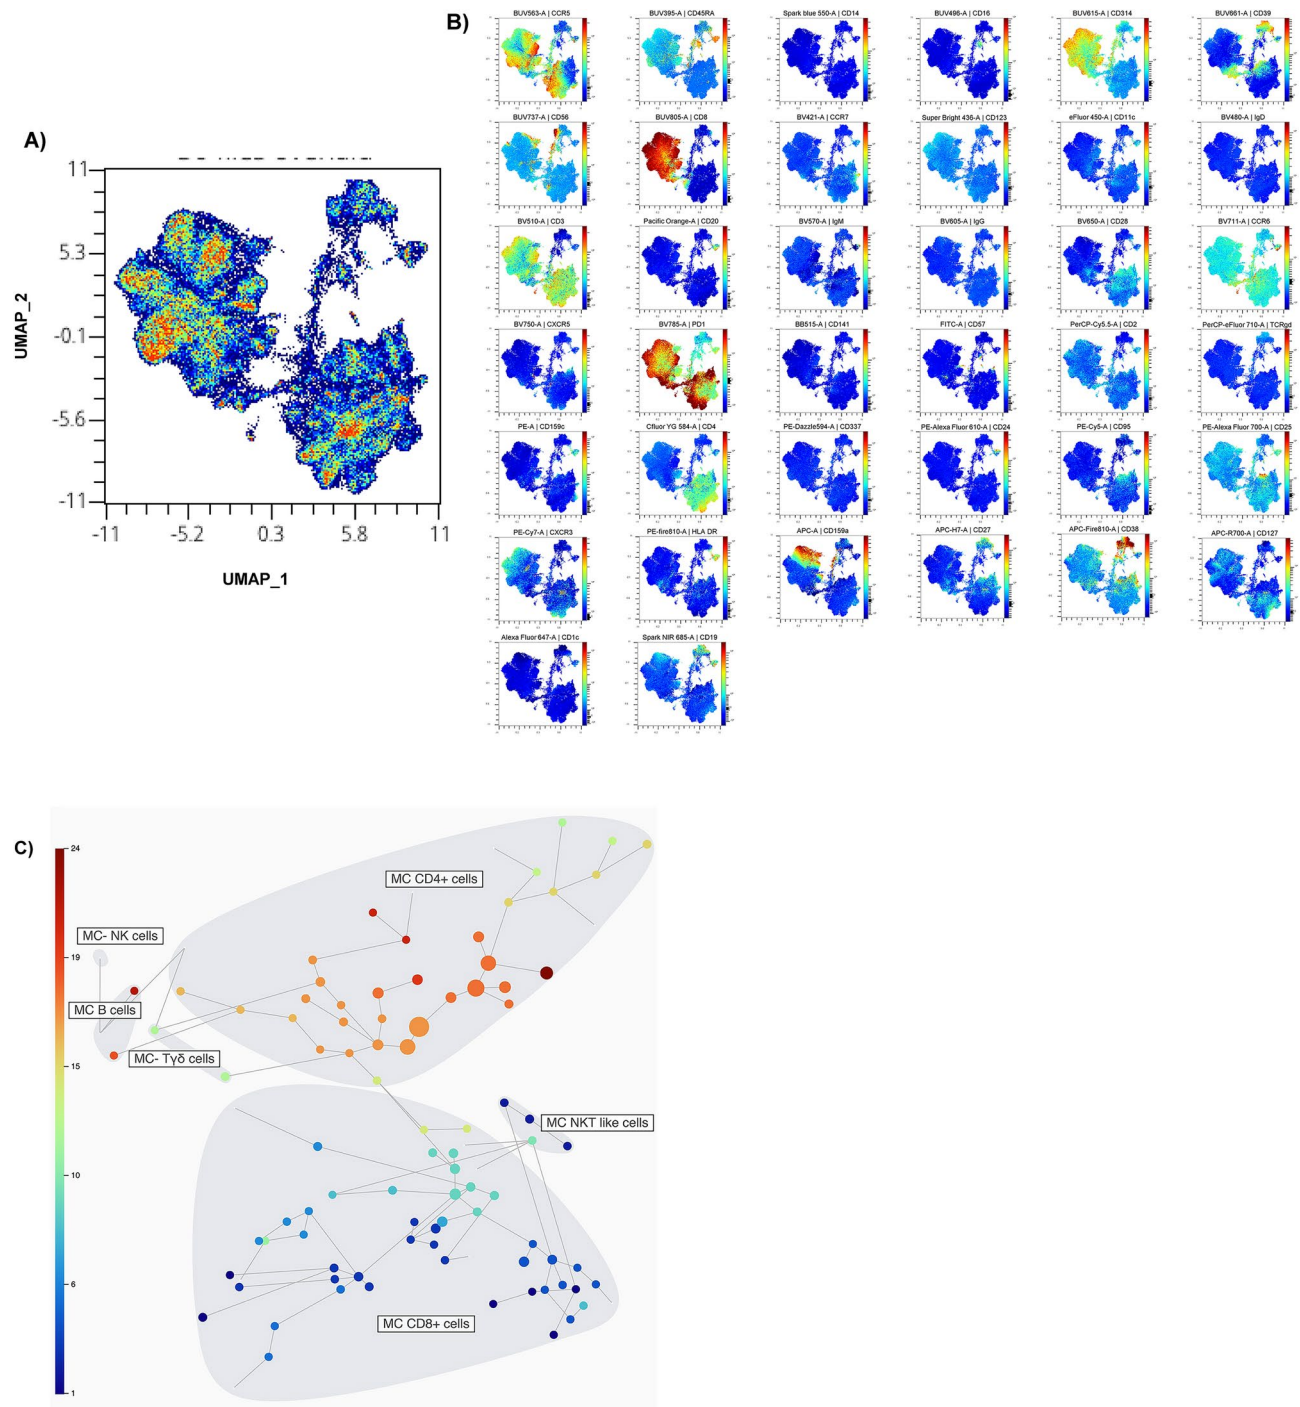 A)
11
5.3
-0.1
-5.6
-11
UMAP_2
-11
-5.2
0.3
5.8
11
UMAP_1
B)
BUV563-A | CCR5
BUV395-A | CD45RA
Spark blue 550-A | CD14
BUV496-A | CD16
BUV615-A | CD314
BUV661-A | CD39
BUV737-A | CD56
BUV805-A | CD8
BV421-A | CCR7
Super Bright 436-A | CD123
eFluor 450-A | CD11c
BV480-A | IgD
BV510-A | CD3
Pacific Orange-A | CD20
BV570-A | IgM
BV605-A | IgG
BV650-A | CD28
BV711-A | CCR6
BV750-A | CXCR5
BV785-A | PD1
BB515-A | CD141
FITC-A | CD57
PerCP-Cy5.5-A | CD2
PerCP-eFluor 710-A | TCRgd
PE-A | CD159c
Cfluor YG 584-A | CD4
PE-Dazzle594-A | CD337
PE-Alexa Fluor 610-A | CD24
PE-Cy5-A | CD95
PE-Alexa Fluor 700-A | CD25
PE-Cy7-A | CXCR3
PE-fire810-A | HLA DR
APC-A | CD159a
APC-H7-A | CD27
APC-Fire810-A | CD38
APC-R700-A | CD127
Alexa Fluor 647-A | CD1c
Spark NIR 685-A | CD19
C)
24
19
15
10
6
1
MC CD4+ cells
MC- NK cells
MC B cells
MC- Tγδ cells
MC NKT like cells
MC CD8+ cells